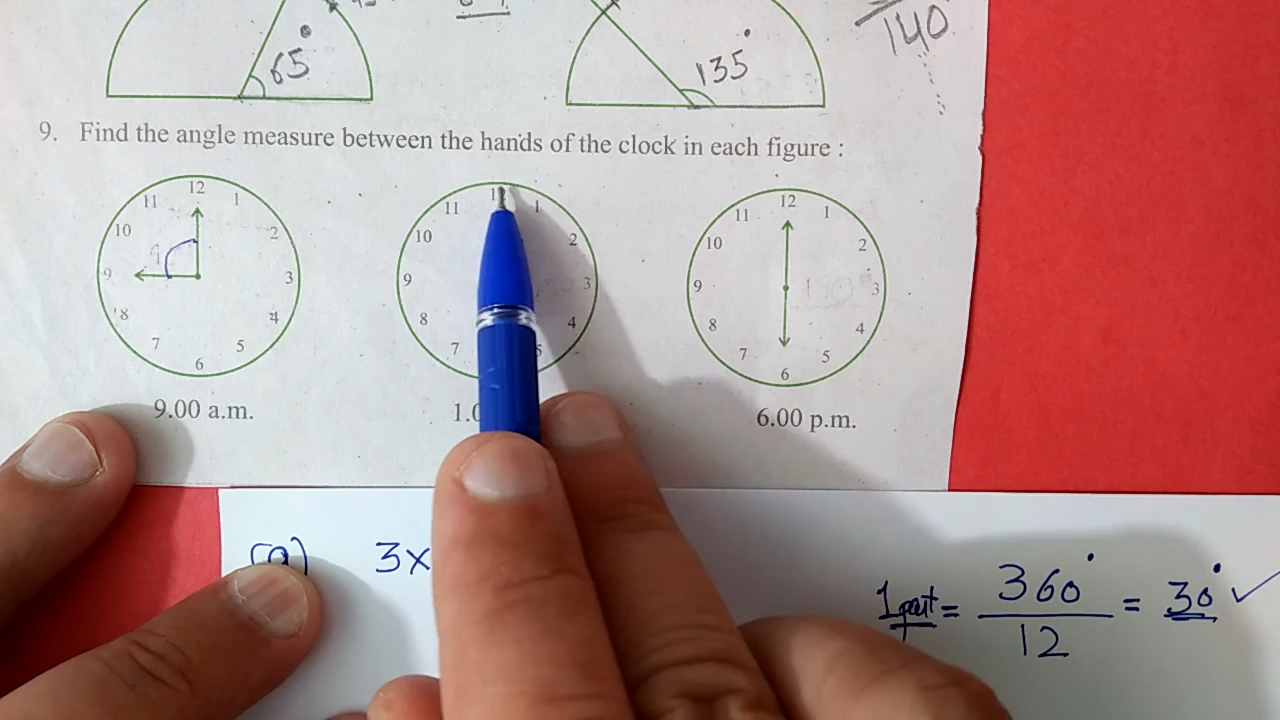 140
65°
135°
9. Find the angle measure between the hands of the clock in each figure :
12 1 2 3 4 5 6 7 8 9 10 11
1 2 3 4 5 7 8 9 10 11
12 1 2 3 4 5 6 7 8 9 10 11
9.00 a.m.
1.0
6.00 p.m.
(a) 3x
1 part = 360° / 12 = 30° ✓